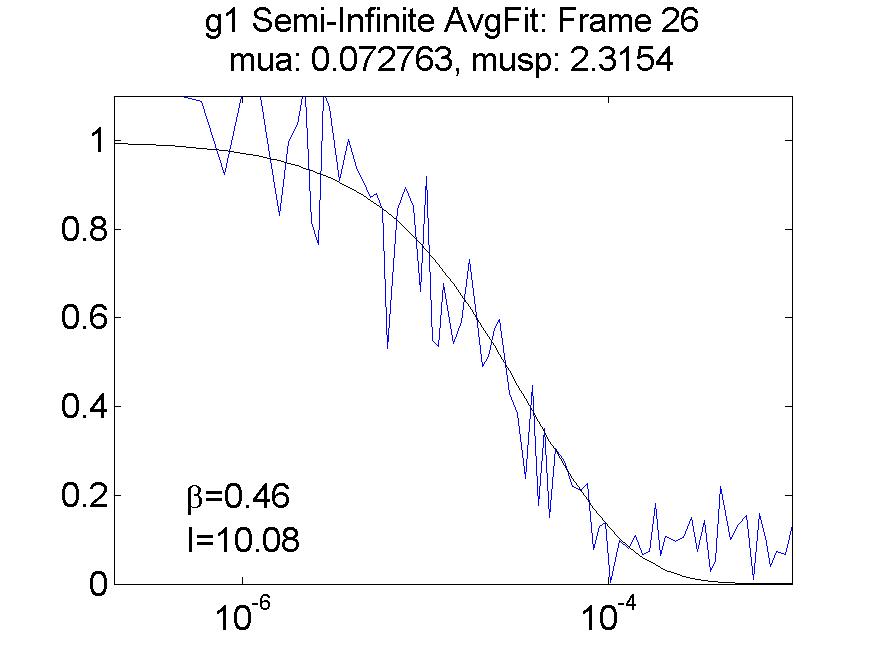 g1 Semi-Infinite AvgFit: Frame 26
mua: 0.072763, musp: 2.3154
1
0.8
0.6
0.4
0.2
0
β=0.46
I=10.08
10^-6
10^-4